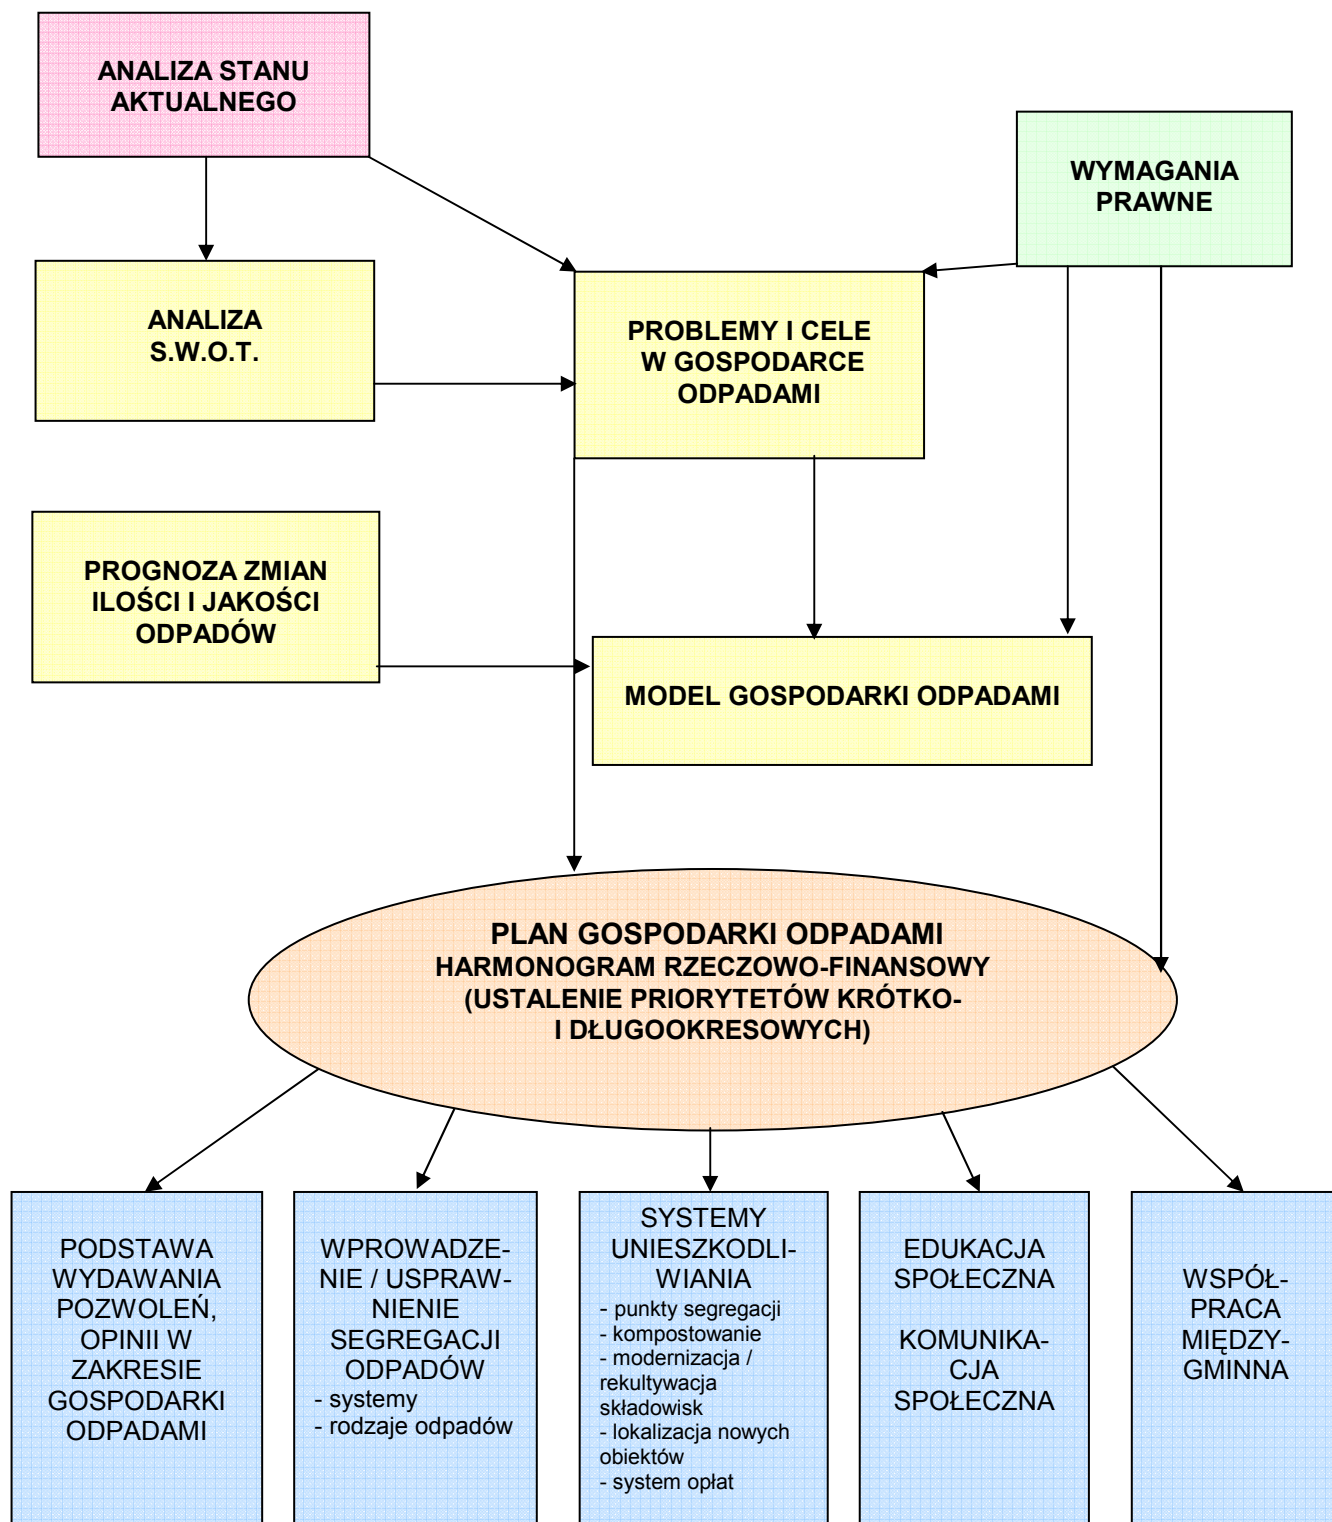 ANALIZA STANU
AKTUALNEGO
WYMAGANIA
PRAWNE
ANALIZA
S.W.O.T.
PROBLEMY I CELE
W GOSPODARCE
ODPADAMI
PROGNOZA ZMIAN
ILOŚCI I JAKOŚCI
ODPADÓW
MODEL GOSPODARKI ODPADAMI
PLAN GOSPODARKI ODPADAMI
HARMONOGRAM RZECZOWO-FINANSOWY
(USTALENIE PRIORYTETÓW KRÓTKO-
I DŁUGOOKRESOWYCH)
PODSTAWA
WYDAWANIA
POZWOLEŃ,
OPINII W
ZAKRESIE
GOSPODARKI
ODPADAMI
WPROWADZE-
NIE / USPRAW-
NIENIE
SEGREGACJI
ODPADÓW
- systemy
- rodzaje odpadów
SYSTEMY
UNIESZKODLI-
WIANIA
- punkty segregacji
- kompostowanie
- modernizacja /
rekultywacja
składowisk
- lokalizacja nowych
obiektów
- system opłat
EDUKACJA
SPOŁECZNA
KOMUNIKA-
CJA
SPOŁECZNA
WSPÓŁ-
PRACA
MIĘDZY-
GMINNA